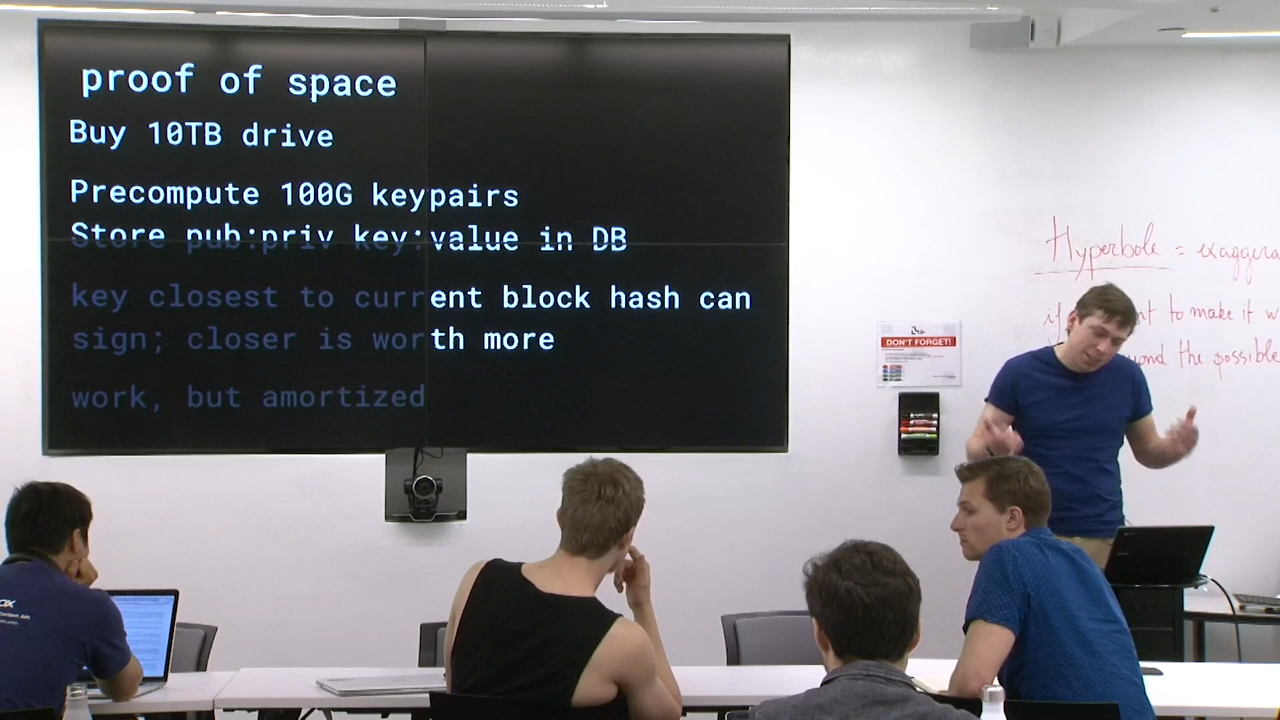 proof of space
Buy 10TB drive
Precompute 100G keypairs
Store pub:priv key:value in DB
key closest to current block hash can
sign; closer is worth more
work, but amortized
Hyperbole = exaggera
if nt to make it w
the possible
DON'T FORGET!